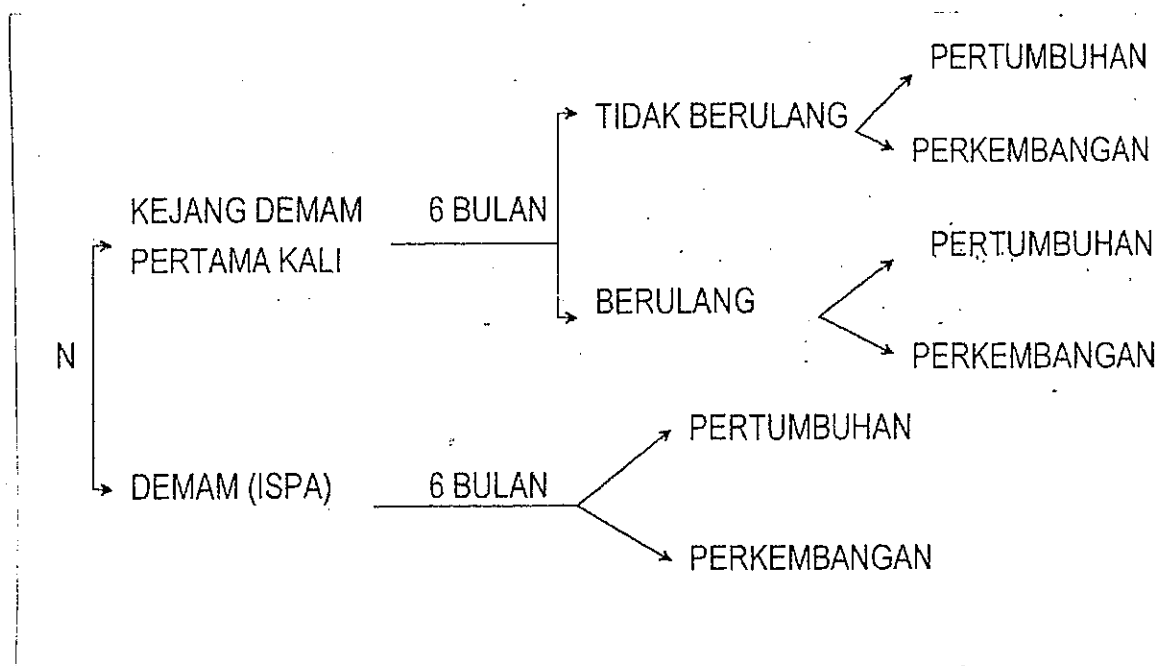 PERTUMBUHAN
TIDAK BERULANG
PERKEMBANGAN
KEJANG DEMAM 6 BULAN
PERTAMA KALI
PERTUMBUHAN
BERULANG
N
PERKEMBANGAN
PERTUMBUHAN
DEMAM (ISPA) 6 BULAN
PERKEMBANGAN